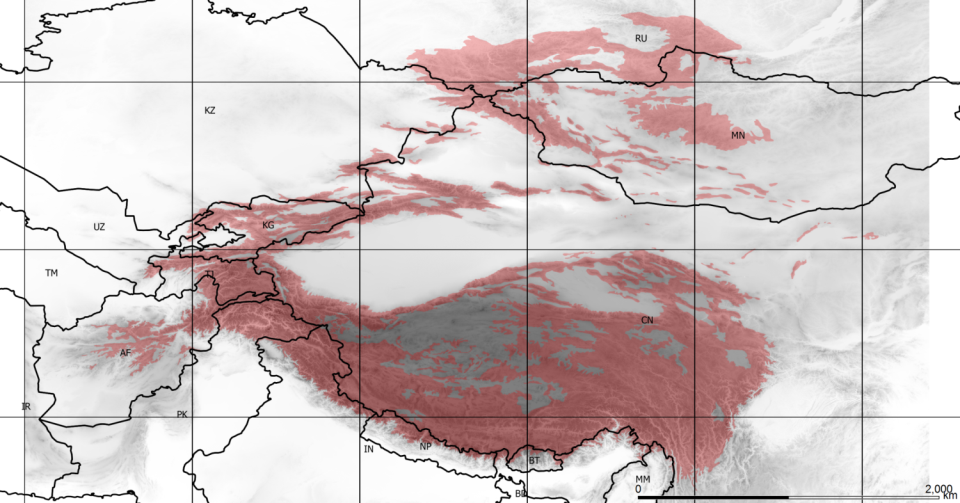 RU
KZ
MN
UZ
KG
TM
TJ
CN
AF
IR
PK
IN
NP
BT
MM
BD
0
2.000
km